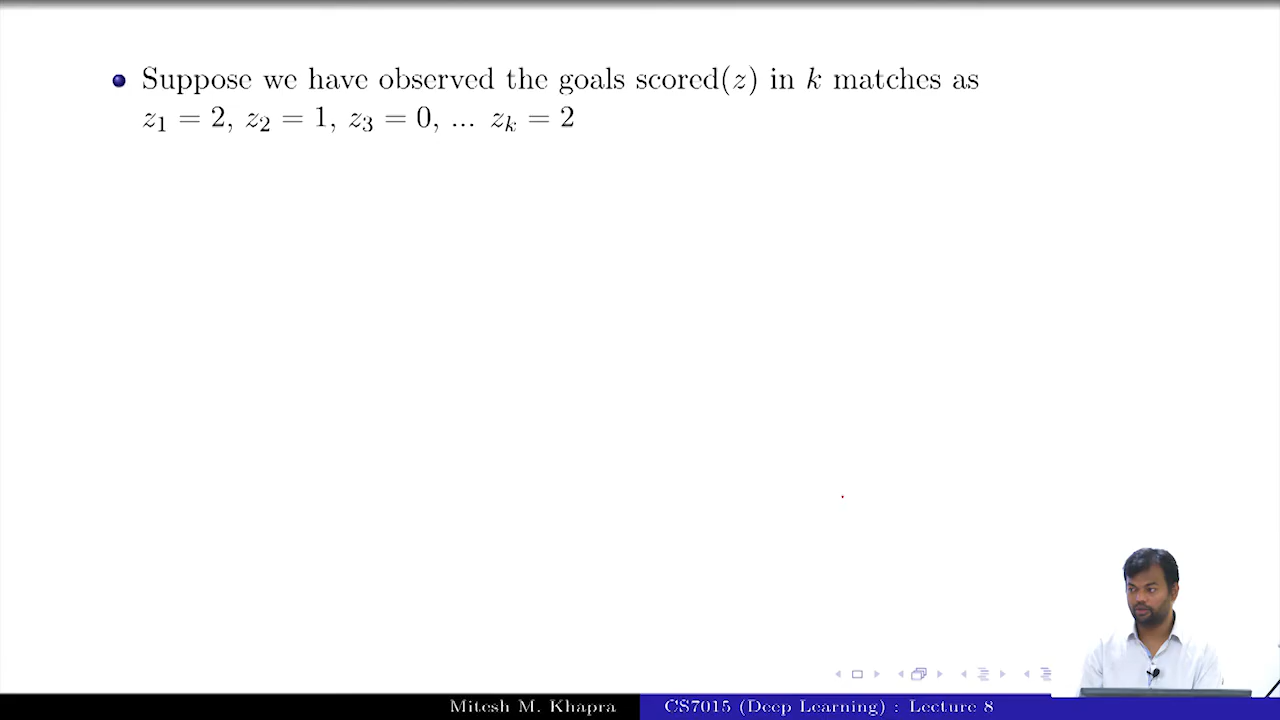 Suppose we have observed the goals scored(z) in k matches as
z₁ = 2, z₂ = 1, z₃ = 0, ... zₖ = 2
Mitesh M. Khapra CS7015 (Deep Learning) : Lecture 8